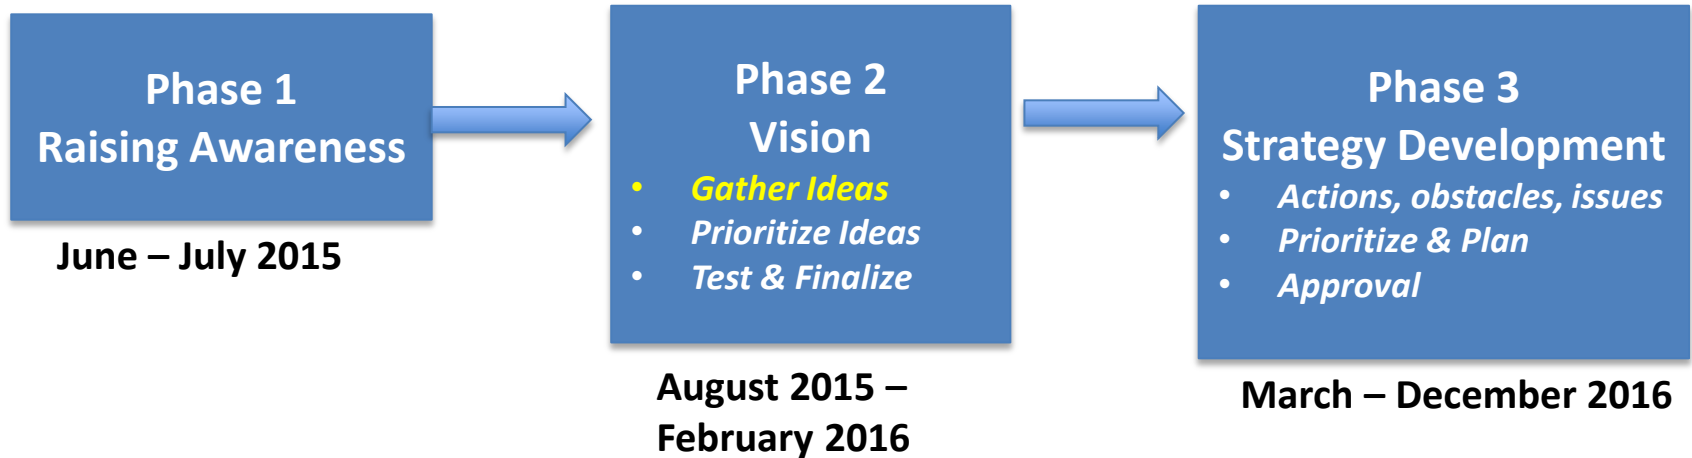 Phase 1
Raising Awareness
June – July 2015
Phase 2
Vision
• Gather Ideas
• Prioritize Ideas
• Test & Finalize
August 2015 –
February 2016
Phase 3
Strategy Development
• Actions, obstacles, issues
• Prioritize & Plan
• Approval
March – December 2016